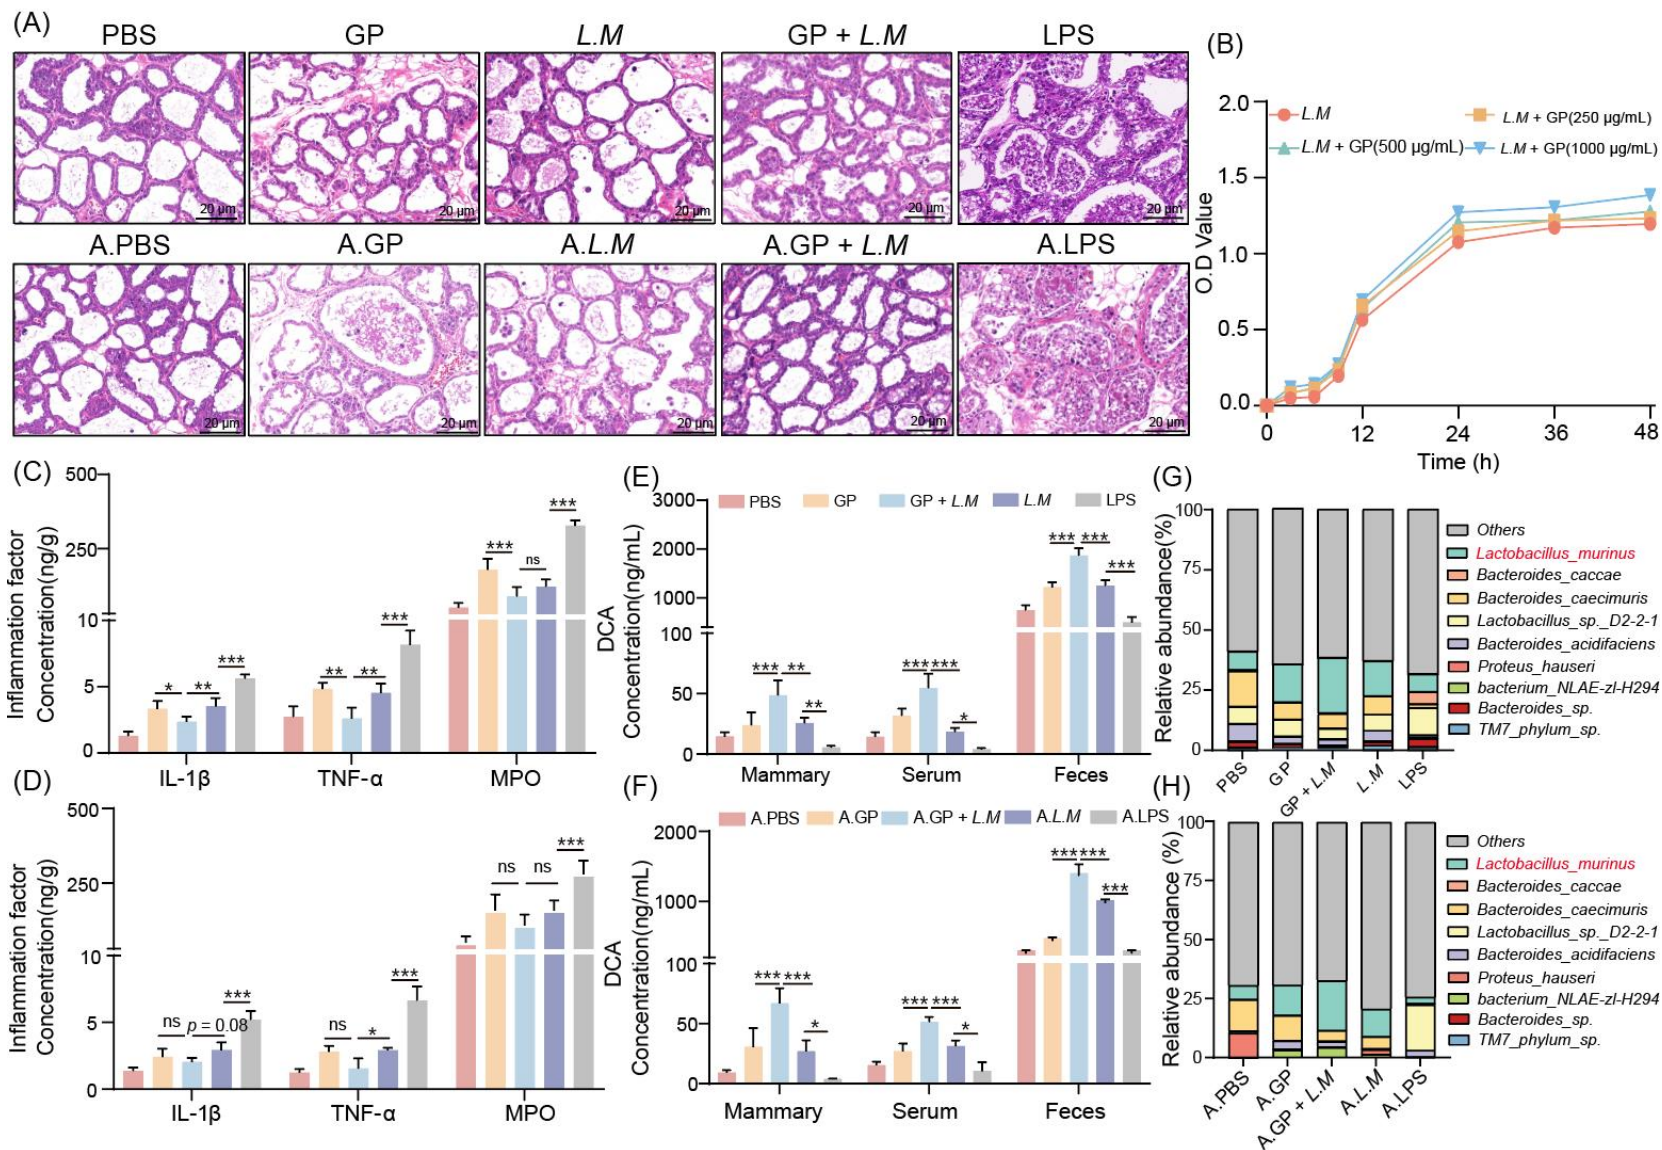 (A)
PBS GP L.M GP + L.M LPS
20 μm 20 μm 20 μm 20 μm 20 μm
A.PBS A.GP A.L.M A.GP + L.M A.LPS
20 μm 20 μm 20 μm 20 μm 20 μm
(B)
2.0
1.5
1.0
0.5
0.0
O.D Value
L.M
L.M + GP(250 μg/mL)
L.M + GP(500 μg/mL)
L.M + GP(1000 μg/mL)
0 12 24 36 48
Time (h)
(C)
Inflammation factor
Concentration(ng/g)
500
250
10
5
0
* ** *** ** ** *** *** ns ***
IL-1β TNF-α MPO
(D)
Inflammation factor
Concentration(ng/g)
500
250
10
5
0
ns p = 0.08 *** ns * *** ns ns ***
IL-1β TNF-α MPO
(E)
DCA
Concentration(ng/mL)
3000
2000
1000
100
50
0
PBS GP GP + L.M L.M LPS
*** ** ** *** *** * *** *** ***
Mammary Serum Feces
(F)
DCA
Concentration(ng/mL)
2000
1000
100
50
0
A.PBS A.GP A.GP + L.M A.L.M A.LPS
*** *** * *** *** * *** *** ***
Mammary Serum Feces
(G)
Relative abundance(%)
100
75
50
25
0
PBS GP GP + L.M L.M LPS
Others
Lactobacillus_murinus
Bacteroides_caccae
Bacteroides_caecimuris
Lactobacillus_sp._D2-2-1
Bacteroides_acidifaciens
Proteus_hauseri
bacterium_NLAE-zl-H294
Bacteroides_sp.
TM7_phylum_sp.
(H)
Relative abundance (%)
100
75
50
25
0
A.PBS A.GP A.GP + L.M A.L.M A.LPS
Others
Lactobacillus_murinus
Bacteroides_caccae
Bacteroides_caecimuris
Lactobacillus_sp._D2-2-1
Bacteroides_acidifaciens
Proteus_hauseri
bacterium_NLAE-zl-H294
Bacteroides_sp.
TM7_phylum_sp.